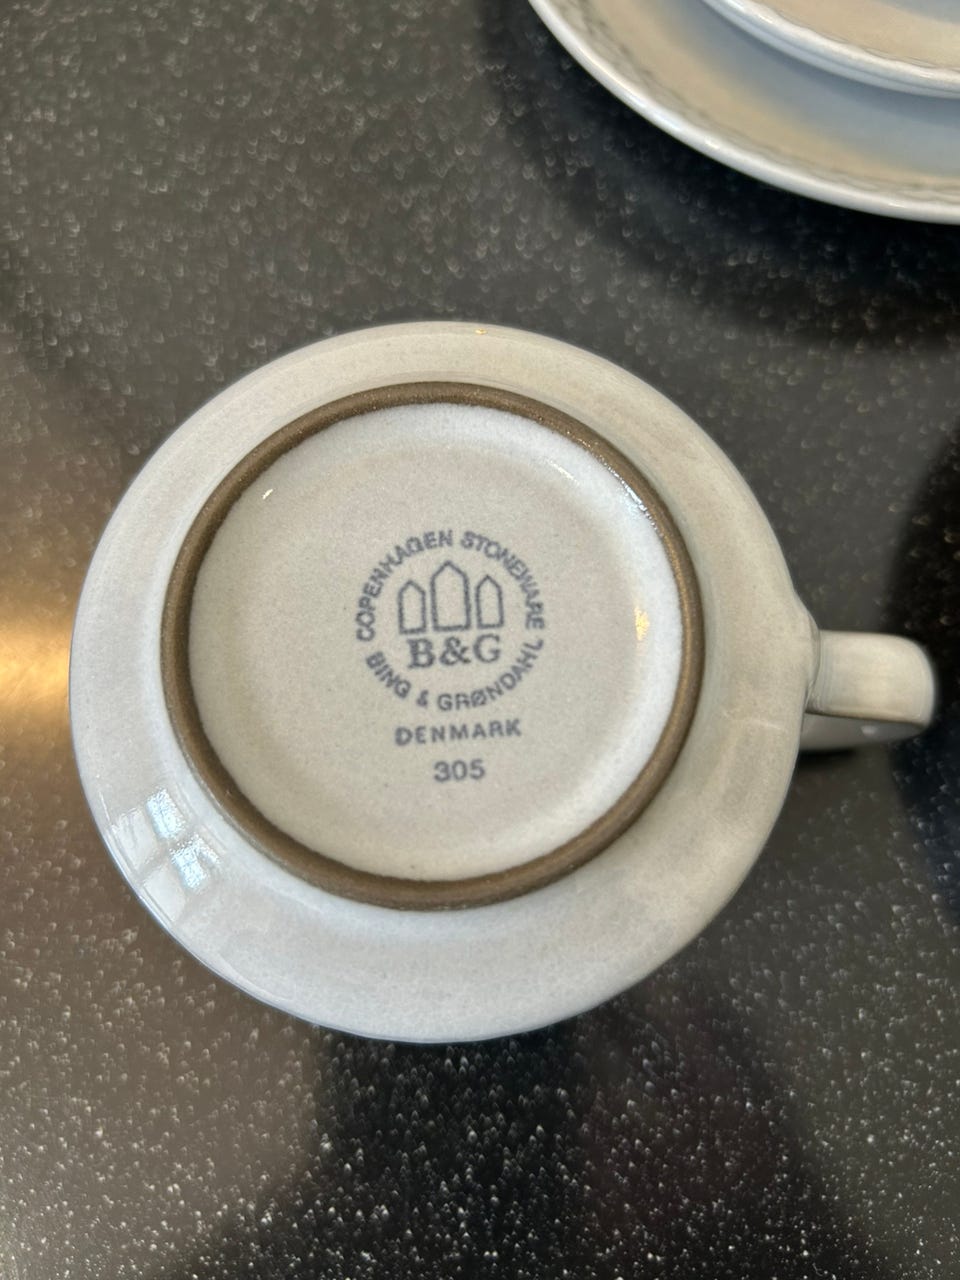 COPENHAGEN STONEWARE
B&G
BING & GRØNDAHL
DENMARK
305